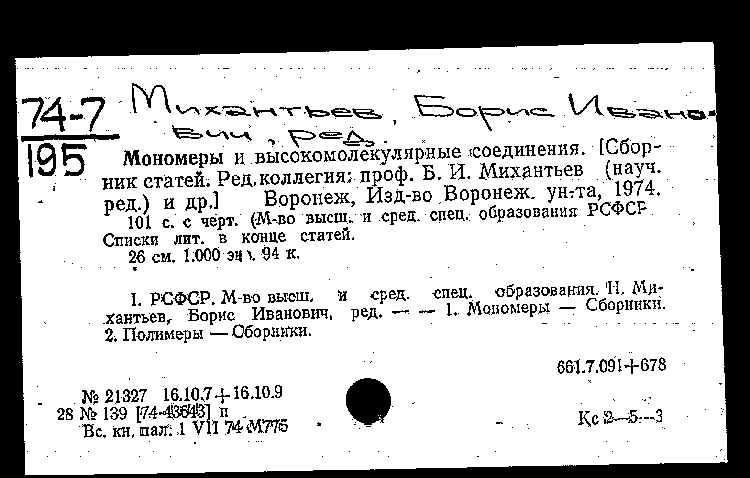 74-7
195
Михантьев, Борис Ивано-
вич, ред.
Мономеры и высокомолекулярные соединения. [Сбор-
ник статей. Ред. коллегия: проф. Б. И. Михантьев (науч.
ред.) и др.] Воронеж, Изд-во Воронеж. ун-та, 1974.
101 с. с черт. (М-во высш. и сред. спец. образования РСФСР
Списки лит. в конце статей.
26 см. 1.000 экз. 94 к.
I. РСФСР. М-во высш. и сред. спец. образования. II. Ми-
хантьев, Борис Иванович, ред. — — 1. Мономеры — Сборники.
2. Полимеры — Сборники.
661.7.091+678
№ 21327 16.10.7+16.10.9
28 № 139 [74-43643] п
Вс. кн. пал. 1 VII 74 М775
Кс 2—5—3